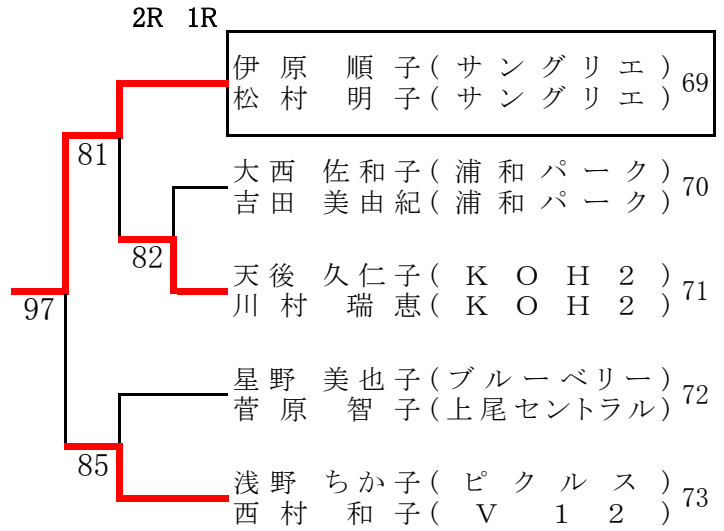 2R 1R
伊原 順子(サングリエ)
松村 明子(サングリエ)
69
81
大西 佐和子(浦和パーク)
吉田 美由紀(浦和パーク)
70
82
天後 久仁子(KOH2)
川村 瑞恵(KOH2)
71
97
星野 美也子(ブルーベリー)
菅原 智子(上尾セントラル)
72
85
浅野 ちか子(ピクルス)
西村 和子(V12)
73